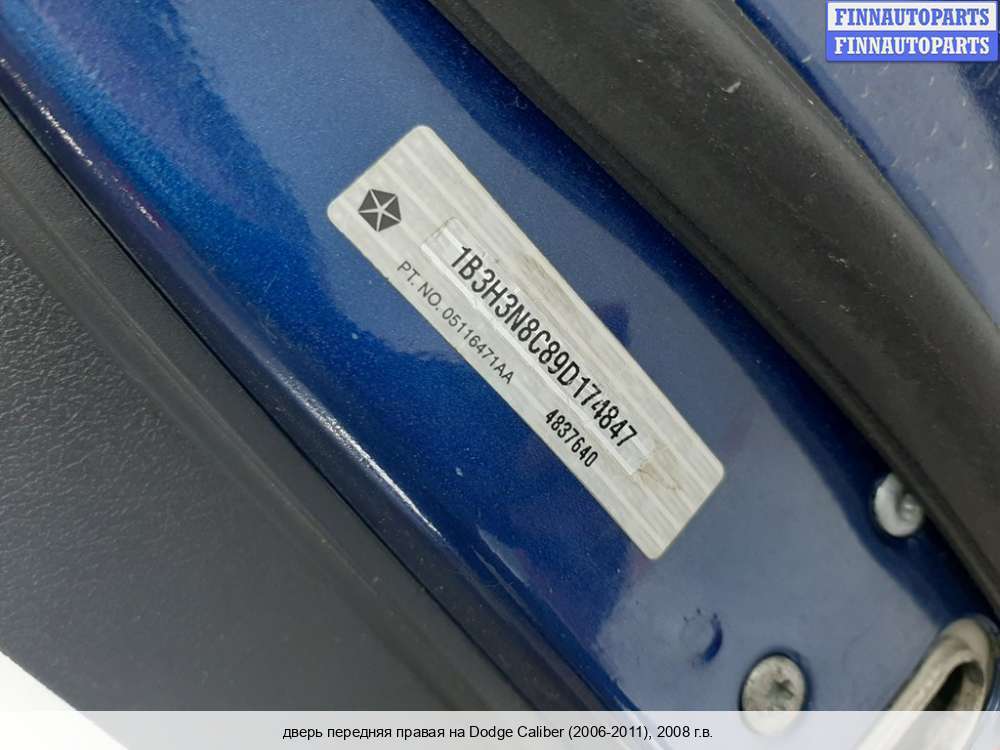 FINNAUTOPARTS
FINNAUTOPARTS
1B3H3N8C89D174847
PT. NO. 05116471AA
4837640
дверь передняя правая на Dodge Caliber (2006-2011), 2008 г.в.